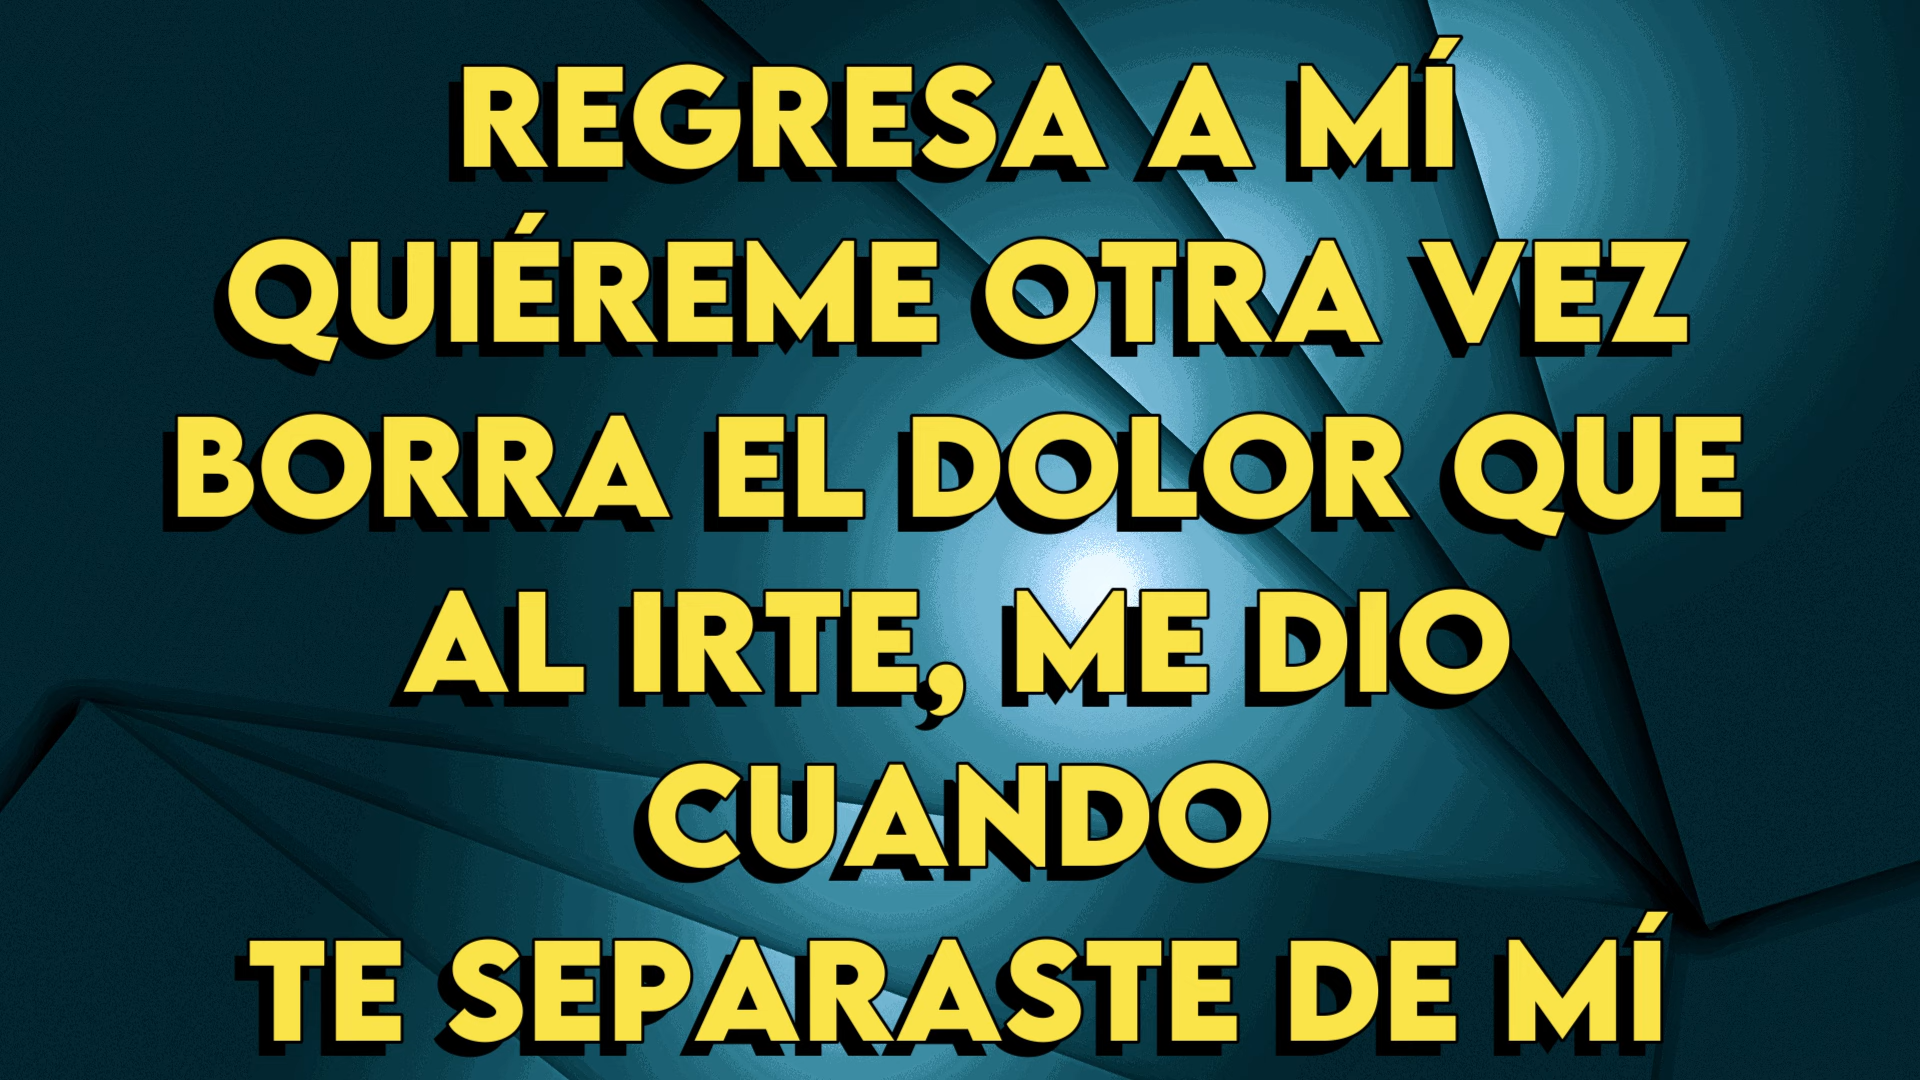 REGRESA A MÍ
QUIÉREME OTRA VEZ
BORRA EL DOLOR QUE
AL IRTE, ME DIO
CUANDO
TE SEPARASTE DE MÍ